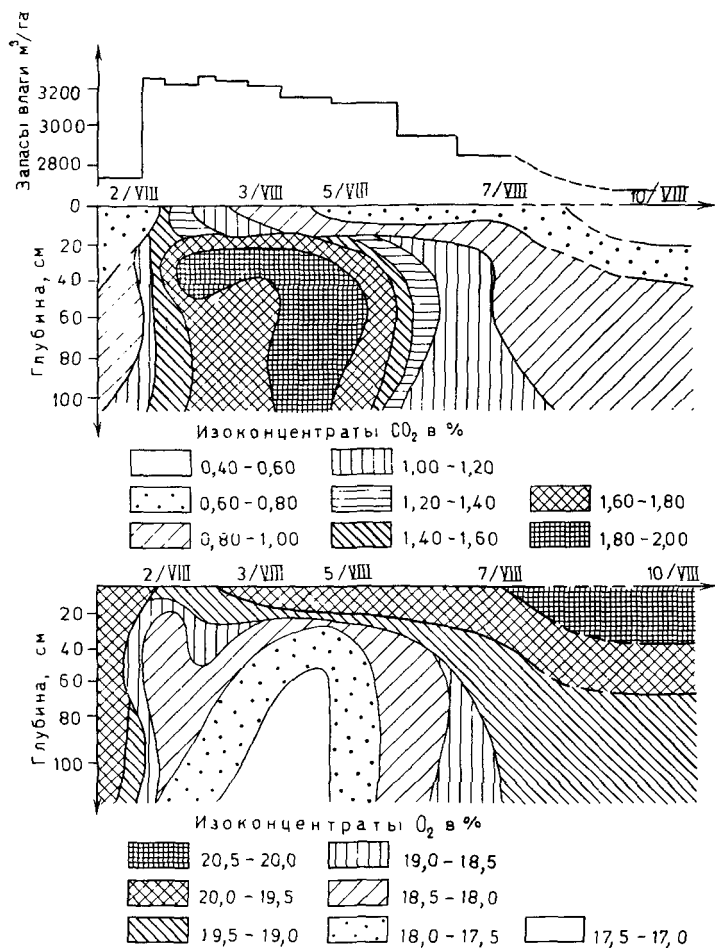 Запасы влаги м³/га
3200
3000
2800
2/VIII 3/VIII 5/VIII 7/VIII 10/VIII
Глубина, см
0
20
40
60
80
100
Изоконцентраты CO₂ в %
0,40-0,60 1,00-1,20
0,60-0,80 1,20-1,40 1,60-1,80
0,80-1,00 1,40-1,60 1,80-2,00
2/VIII 3/VIII 5/VIII 7/VIII 10/VIII
Глубина, см
20
40
60
80
100
Изоконцентраты O₂ в %
20,5-20,0 19,0-18,5
20,0-19,5 18,5-18,0
19,5-19,0 18,0-17,5 17,5-17,0